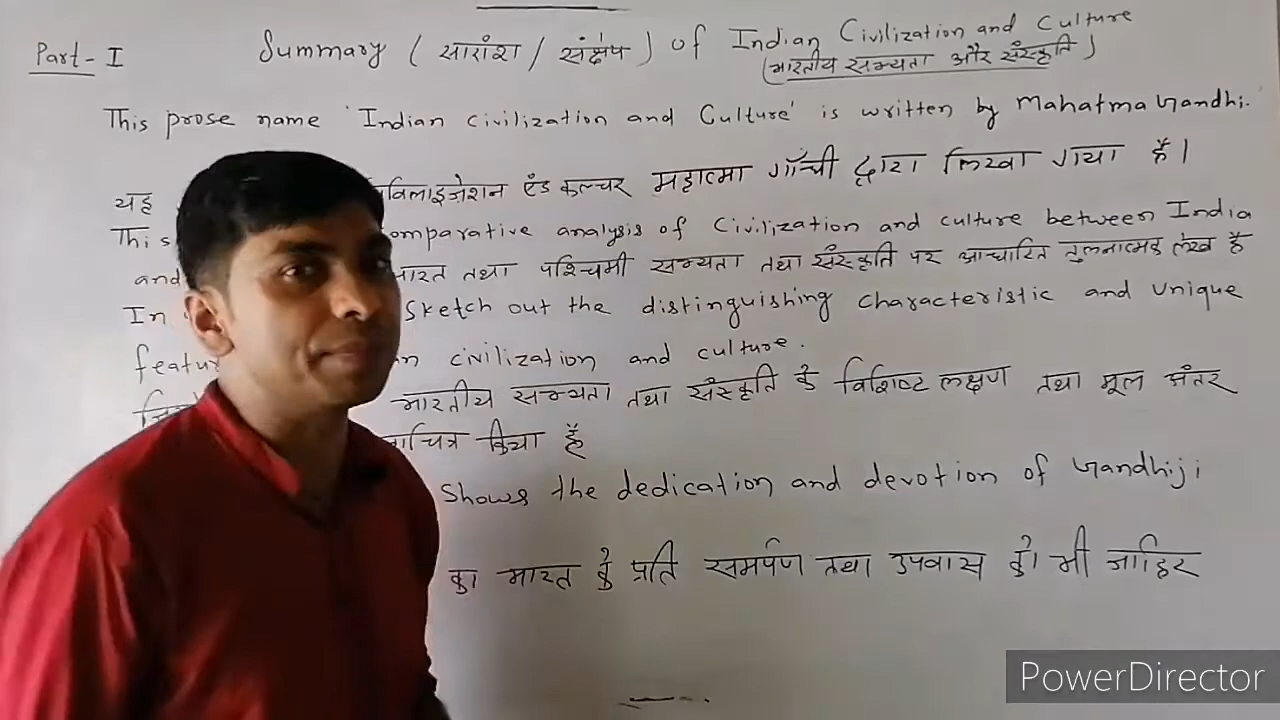 Part-I Summary (सारांश / संक्षेप) of Indian Civilization and Culture
(भारतीय सभ्यता और संस्कृति)
This prose name 'Indian civilization and Culture' is written by Mahatma Gandhi.
यह विलाइजेशन एंड कल्चर महात्मा गाँधी द्वारा लिखा गया है।
This omparative analysis of Civilization and culture between India
and भारत तथा पश्चिमी सभ्यता तथा संस्कृति पर आधारित तुलनात्मक लेख है
In Sketch out the distinguishing characteristic and unique
featur n civilization and culture.
भारतीय सभ्यता तथा संस्कृति के विशिष्ट लक्षण तथा मूल अंतर
चित्र किया है
Shows the dedication and devotion of Gandhiji
का भारत के प्रति समर्पण तथा उपवास को भी जाहिर
PowerDirector